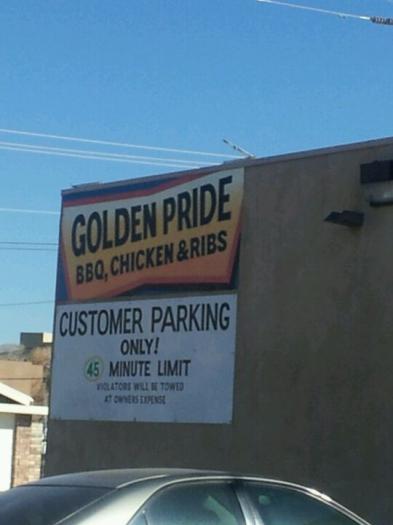 GOLDEN PRIDE
BBQ, CHICKEN & RIBS
CUSTOMER PARKING
ONLY!
45 MINUTE LIMIT
VIOLATORS WILL BE TOWED
AT OWNERS EXPENSE